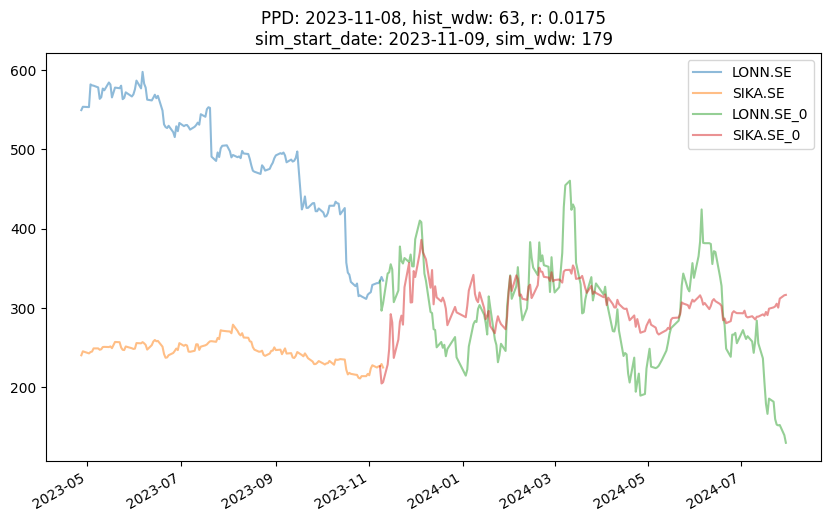 PPD: 2023-11-08, hist_wdw: 63, r: 0.0175
sim_start_date: 2023-11-09, sim_wdw: 179
LONN.SE
SIKA.SE
LONN.SE_0
SIKA.SE_0
600
500
400
300
200
2023-05
2023-07
2023-09
2023-11
2024-01
2024-03
2024-05
2024-07